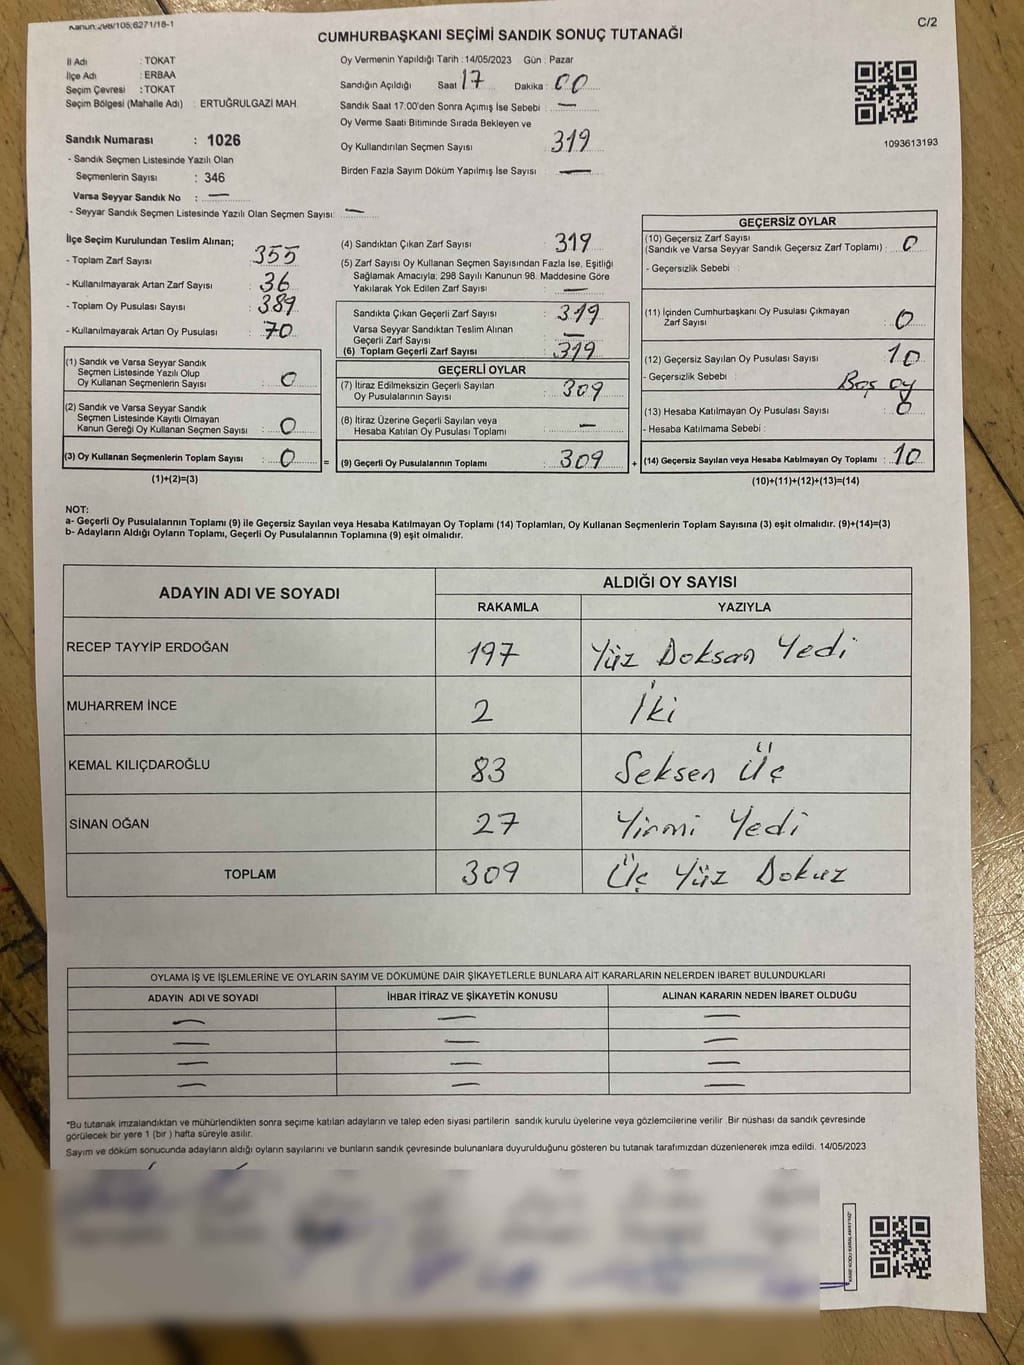 C/2
CUMHURBAŞKANI SEÇİMİ SANDIK SONUÇ TUTANAĞI
İl Adı : TOKAT
İlçe Adı : ERBAA
Seçim Çevresi : TOKAT
Seçim Bölgesi (Mahalle Adı) : ERTUĞRULGAZİ MAH.
Sandık Numarası : 1026
- Sandık Seçmen Listesinde Yazılı Olan
Seçmenlerin Sayısı : 346
Varsa Seyyar Sandık No : —
- Seyyar Sandık Seçmen Listesinde Yazılı Olan Seçmen Sayısı: —
Oy Vermenin Yapıldığı Tarih : 14/05/2023 Gün : Pazar
Sandığın Açıldığı Saat 17 Dakika : 00
Sandık Saat 17:00'den Sonra Açımış İse Sebebi : —
Oy Verme Saati Bitiminde Sırada Bekleyen ve
Oy Kullandırılan Seçmen Sayısı : 319
Birden Fazla Sayım Döküm Yapılmış İse Sayısı : —
1093613193
İlçe Seçim Kurulundan Teslim Alınan;
- Toplam Zarf Sayısı : 355
- Kullanılmayarak Artan Zarf Sayısı : 36
- Toplam Oy Pusulası Sayısı : 389
- Kullanılmayarak Artan Oy Pusulası : 70
(1) Sandık ve Varsa Seyyar Sandık
Seçmen Listesinde Yazılı Olup
Oy Kullanan Seçmenlerin Sayısı : 0
(2) Sandık ve Varsa Seyyar Sandık
Seçmen Listesinde Kayıtlı Olmayan
Kanun Gereği Oy Kullanan Seçmen Sayısı : 0
(3) Oy Kullanan Seçmenlerin Toplam Sayısı : 0
(1)+(2)=(3)
(4) Sandıktan Çıkan Zarf Sayısı : 319
(5) Zarf Sayısı Oy Kullanan Seçmen Sayısından Fazla İse, Eşitliği
Sağlamak Amacıyla; 298 Sayılı Kanunun 98. Maddesine Göre
Yakılarak Yok Edilen Zarf Sayısı : —
Sandıkta Çıkan Geçerli Zarf Sayısı : 319
Varsa Seyyar Sandıktan Teslim Alınan
Geçerli Zarf Sayısı : —
(6) Toplam Geçerli Zarf Sayısı : 319
GEÇERLİ OYLAR
(7) İtiraz Edilmeksizin Geçerli Sayılan
Oy Pusulalarının Sayısı : 309
(8) İtiraz Üzerine Geçerli Sayılan veya
Hesaba Katılan Oy Pusulası Toplamı : —
= (9) Geçerli Oy Pusulalarının Toplamı : 309 +
GEÇERSİZ OYLAR
(10) Geçersiz Zarf Sayısı
(Sandık ve Varsa Seyyar Sandık Geçersiz Zarf Toplamı) : 0
- Geçersizlik Sebebi :
(11) İçinden Cumhurbaşkanı Oy Pusulası Çıkmayan
Zarf Sayısı : 0
(12) Geçersiz Sayılan Oy Pusulası Sayısı : 10
- Geçersizlik Sebebi : Boş oy
(13) Hesaba Katılmayan Oy Pusulası Sayısı : 0
- Hesaba Katılmama Sebebi :
(14) Geçersiz Sayılan veya Hesaba Katılmayan Oy Toplamı : 10
(10)+(11)+(12)+(13)=(14)
NOT:
a- Geçerli Oy Pusulalarının Toplamı (9) ile Geçersiz Sayılan veya Hesaba Katılmayan Oy Toplamı (14) Toplamları, Oy Kullanan Seçmenlerin Toplam Sayısına (3) eşit olmalıdır. (9)+(14)=(3)
b- Adayların Aldığı Oyların Toplamı, Geçerli Oy Pusulalarının Toplamına (9) eşit olmalıdır.
ADAYIN ADI VE SOYADI ALDIĞI OY SAYISI
RAKAMLA YAZIYLA
RECEP TAYYİP ERDOĞAN 197 Yüz Doksan Yedi
MUHARREM İNCE 2 İki
KEMAL KILIÇDAROĞLU 83 Seksen Üç
SİNAN OĞAN 27 Yirmi Yedi
TOPLAM 309 Üç Yüz Dokuz
OYLAMA İŞ VE İŞLEMLERİNE VE OYLARIN SAYIM VE DÖKÜMÜNE DAİR ŞİKAYETLERLE BUNLARA AİT KARARLARIN NELERDEN İBARET BULUNDUKLARI
ADAYIN ADI VE SOYADI İHBAR İTİRAZ VE ŞİKAYETİN KONUSU ALINAN KARARIN NEDEN İBARET OLDUĞU
— — —
— — —
— — —
— — —
*Bu tutanak imzalandıktan ve mühürlendikten sonra seçime katılan adayların ve talep eden siyasi partilerin sandık kurulu üyelerine veya gözlemcilerine verilir. Bir nüshası da sandık çevresinde
görülecek bir yere 1 (bir ) hafta süreyle asılır.
Sayım ve döküm sonucunda adayların aldığı oyların sayılarını ve bunların sandık çevresinde bulunanlara duyurulduğunu gösteren bu tutanak tarafımızdan düzenlenerek imza edildi. 14/05/2023